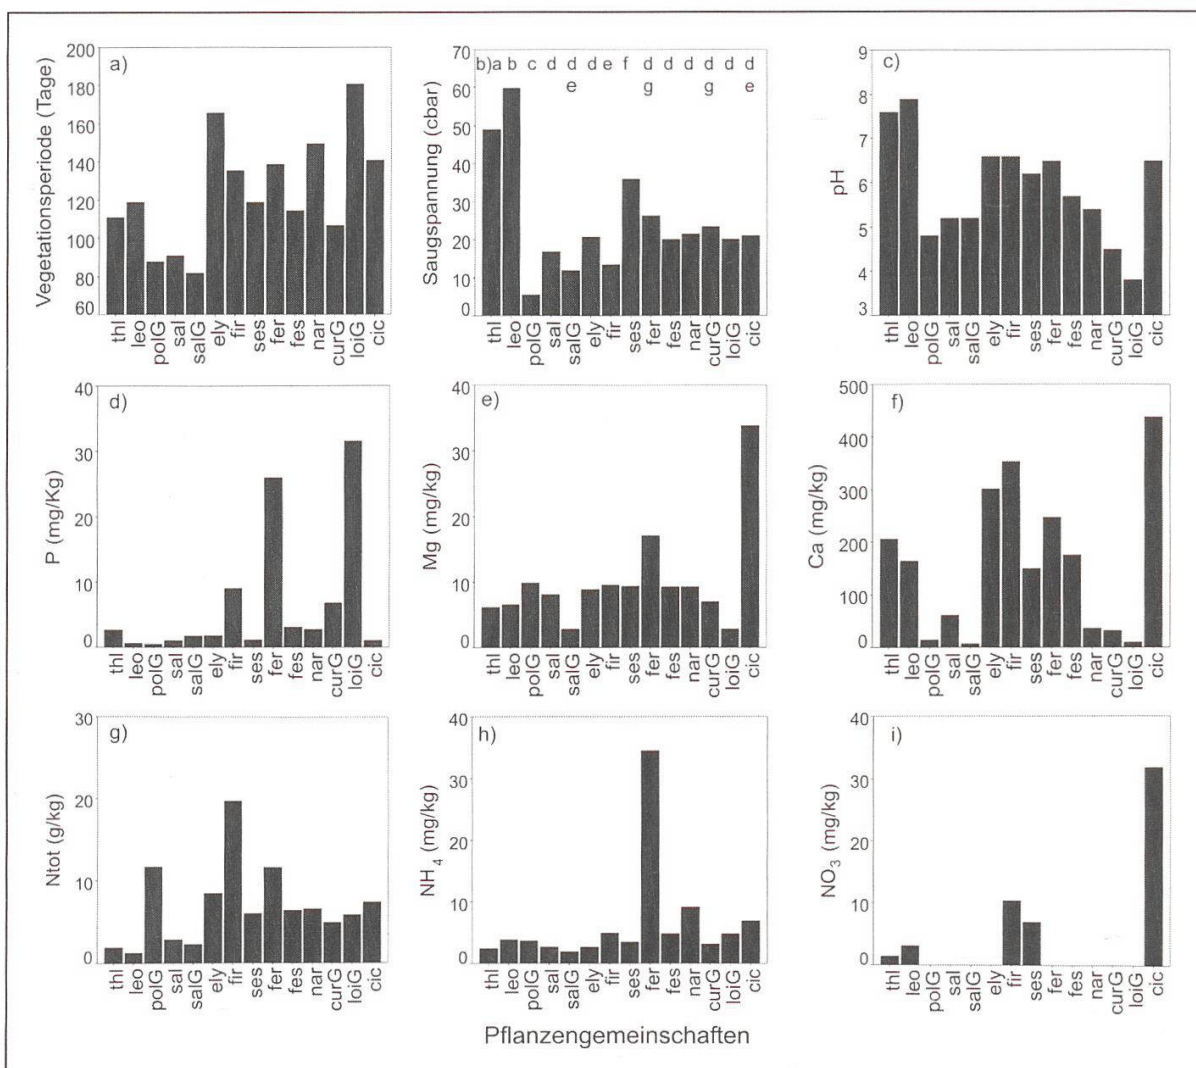 a)
Vegetationsperiode (Tage)
200
180
160
140
120
100
80
60
thl leo polG sal salG ely fir ses fer fes nar curG loiG cic
b) a b c d d d e f d d d d d d
e g g e
Saugspannung (cbar)
70
60
50
40
30
20
10
0
thl leo polG sal salG ely fir ses fer fes nar curG loiG cic
c)
pH
9
8
7
6
5
4
3
thl leo polG sal salG ely fir ses fer fes nar curG loiG cic
d)
P (mg/Kg)
40
30
20
10
0
thl leo polG sal salG ely fir ses fer fes nar curG loiG cic
e)
Mg (mg/kg)
40
30
20
10
0
thl leo polG sal salG ely fir ses fer fes nar curG loiG cic
f)
Ca (mg/kg)
500
400
300
200
100
0
thl leo polG sal salG ely fir ses fer fes nar curG loiG cic
g)
Ntot (g/kg)
30
20
10
0
thl leo polG sal salG ely fir ses fer fes nar curG loiG cic
h)
NH4 (mg/kg)
40
30
20
10
0
thl leo polG sal salG ely fir ses fer fes nar curG loiG cic
i)
NO3 (mg/kg)
40
30
20
10
0
thl leo polG sal salG ely fir ses fer fes nar curG loiG cic
Pflanzengemeinschaften